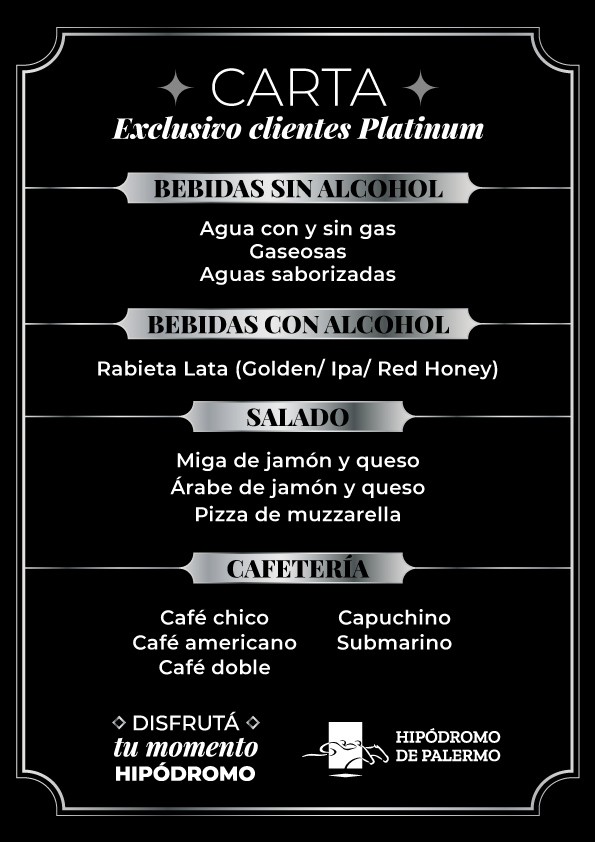 CARTA
Exclusivo clientes Platinum
BEBIDAS SIN ALCOHOL
Agua con y sin gas
Gaseosas
Aguas saborizadas
BEBIDAS CON ALCOHOL
Rabieta Lata (Golden/ Ipa/ Red Honey)
SALADO
Miga de jamón y queso
Árabe de jamón y queso
Pizza de muzzarella
CAFETERÍA
Café chico
Café americano
Café doble
Capuchino
Submarino
DISFRUTÁ
tu momento
HIPÓDROMO
HIPÓDROMO
DE PALERMO